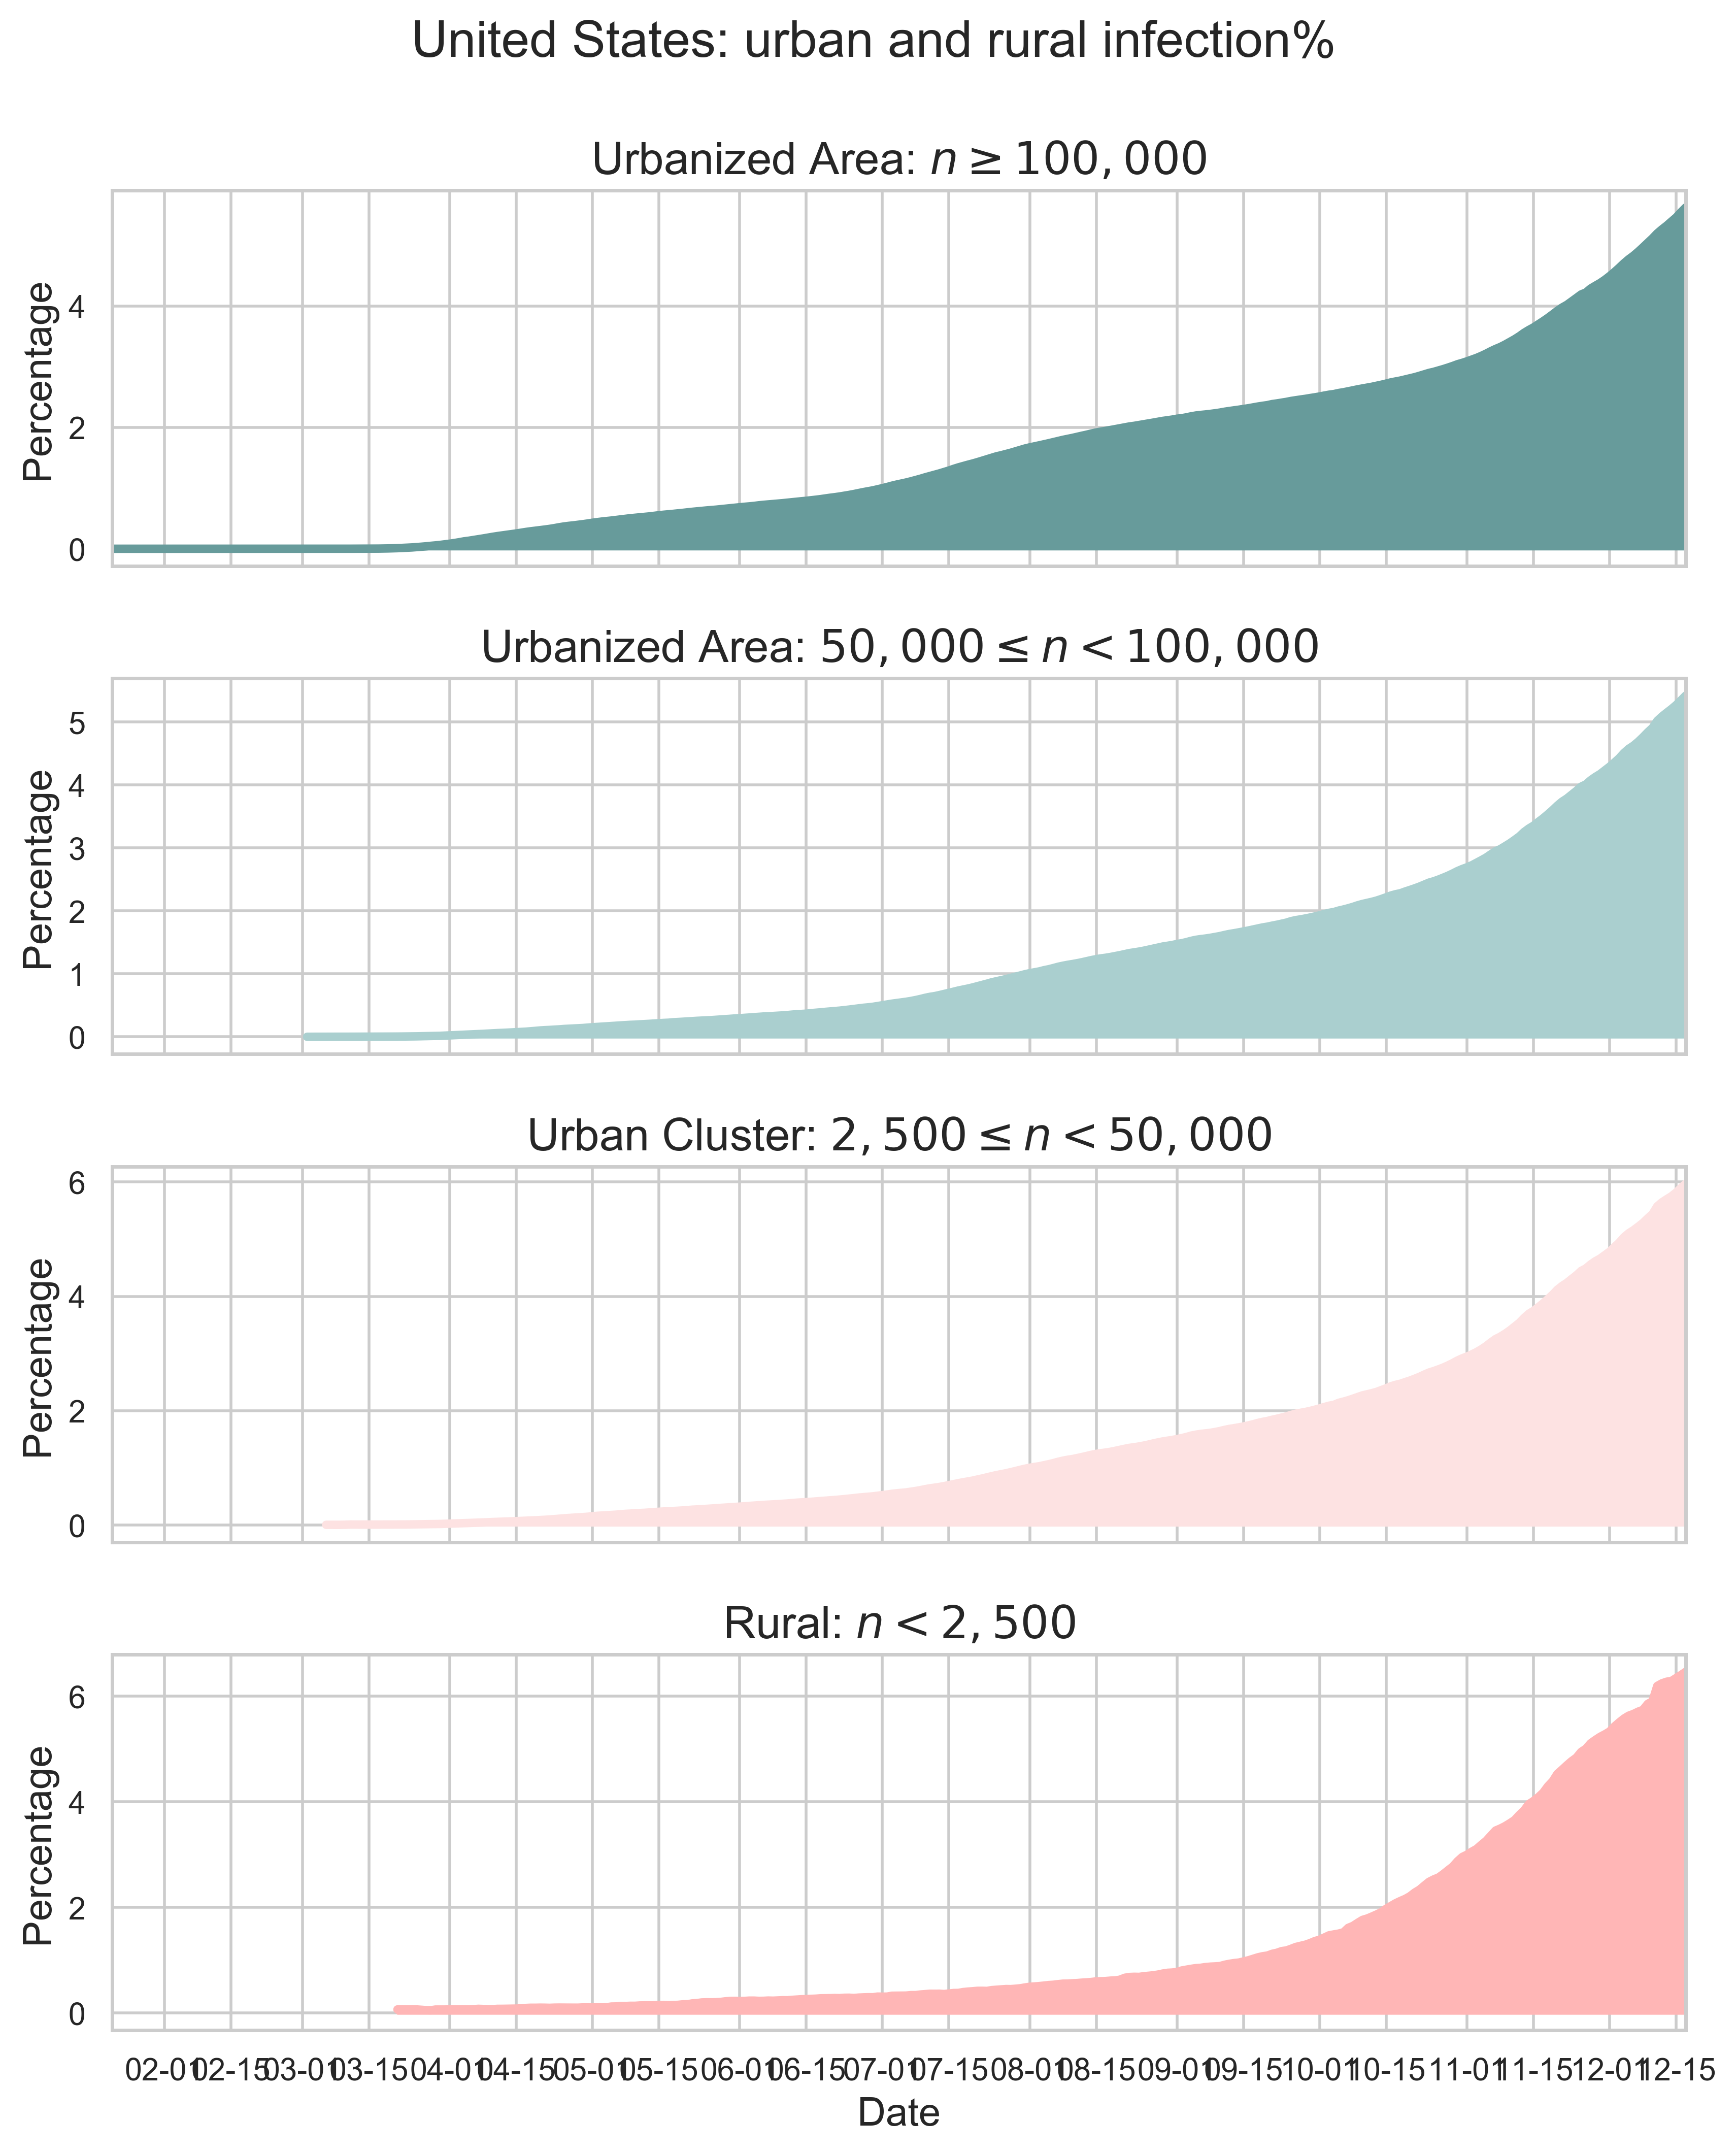 United States: urban and rural infection%
Urbanized Area: n ≥ 100, 000
Percentage
4
2
0
Urbanized Area: 50, 000 ≤ n < 100, 000
Percentage
5
4
3
2
1
0
Urban Cluster: 2, 500 ≤ n < 50, 000
Percentage
6
4
2
0
Rural: n < 2, 500
Percentage
6
4
2
0
02-01 02-15 03-01 03-15 04-01 04-15 05-01 05-15 06-01 06-15 07-01 07-15 08-01 08-15 09-01 09-15 10-01 10-15 11-01 11-15 12-01 12-15
Date